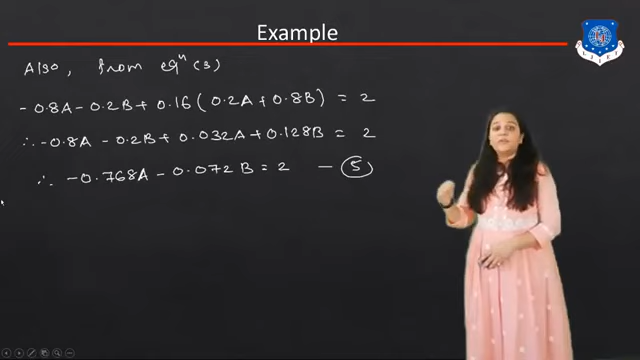 Example
Also, from eqⁿ (3)
-0.8A - 0.2B + 0.16 (0.2A + 0.8B) = 2
∴ -0.8A - 0.2B + 0.032A + 0.128B = 2
∴ -0.768A - 0.072B = 2 — ⑤
LJIET